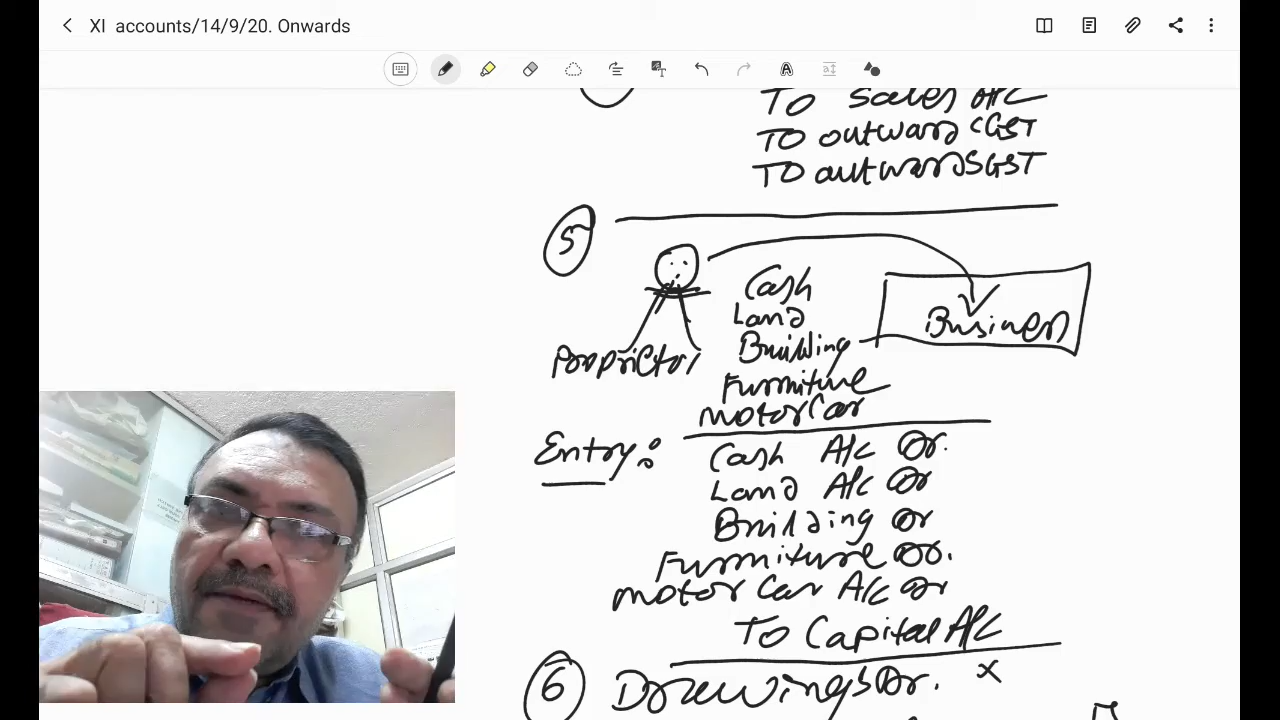 XI accounts/14/9/20. Onwards
To Sales A/C
TO outward CGST
TO outward SGST
5
Cash
Land
Business
Building
Proprietor
Furniture
Motor Car
Entry:
Cash A/C Dr.
Land A/C Dr
Building Dr
Furniture Dr.
motor Car A/C Dr
To Capital A/C
6 Drawings Dr. x